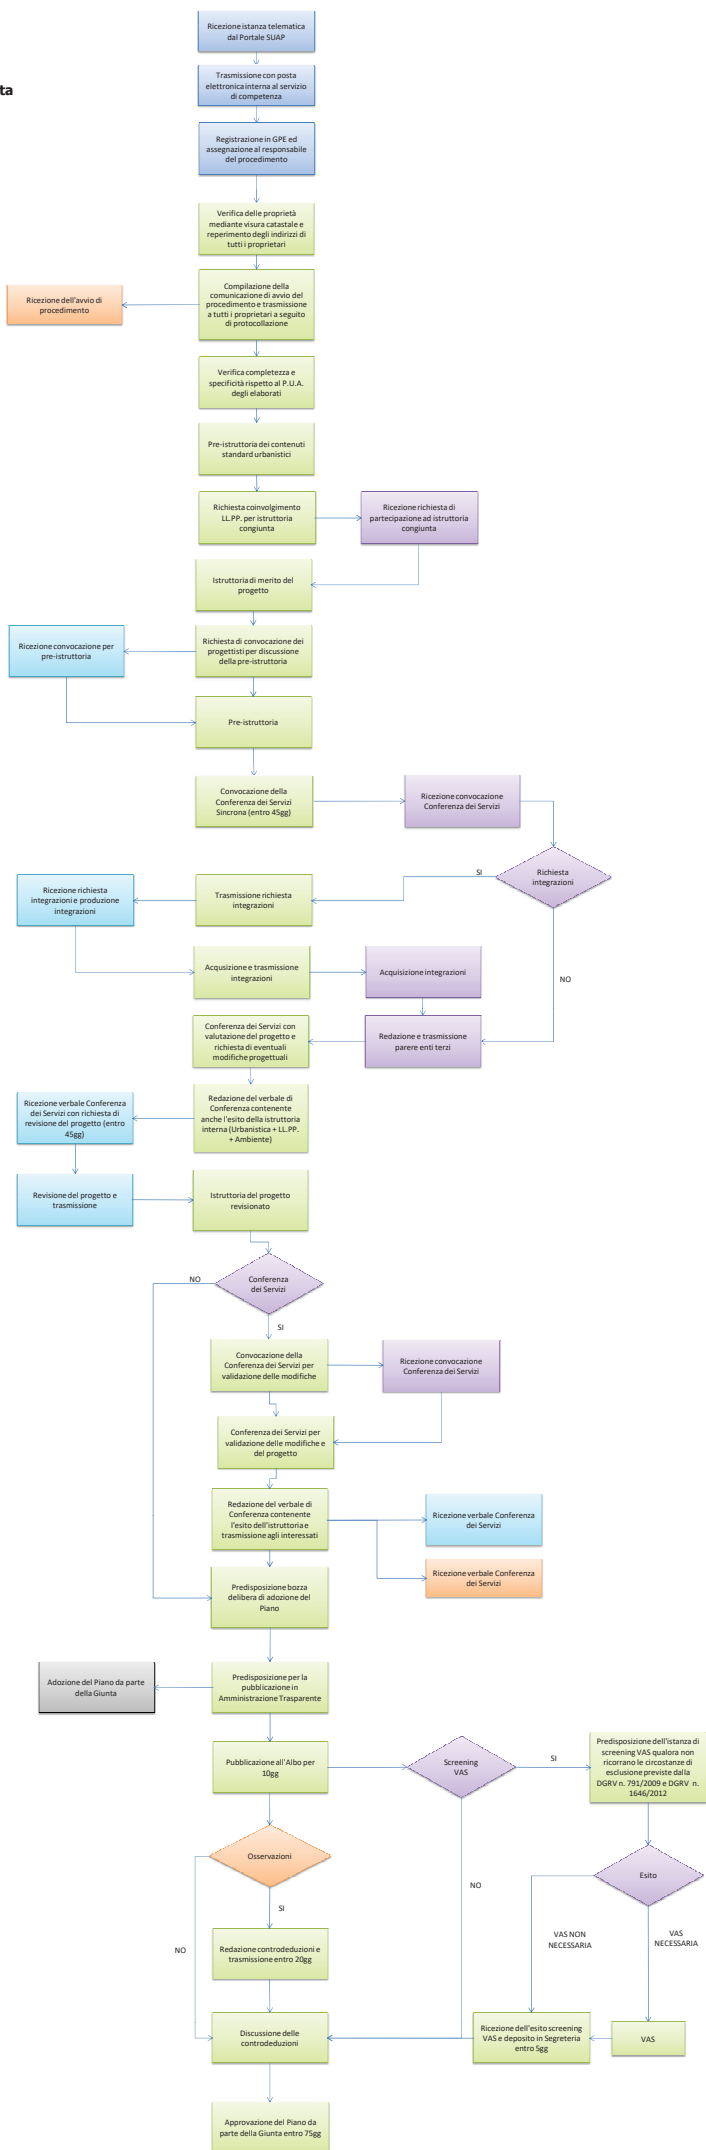 Ricezione istanza telematica
dal Portale SUAP
ta
Trasmissione con posta
elettronica interna al servizio
di competenza
Registrazione in GPE ed
assegnazione al responsabile
del procedimento
Verifica delle proprietà
mediante visura catastale e
reperimento degli indirizzi di
tutti i proprietari
Compilazione della
comunicazione di avvio del
procedimento e trasmissione
a tutti i proprietari a seguito
di protocollazione
Ricezione dell'avvio di
procedimento
Verifica completezza e
specificità rispetto al P.U.A.
degli elaborati
Pre-istruttoria dei contenuti
standard urbanistici
Richiesta coinvolgimento
LL.PP. per istruttoria
congiunta
Ricezione richiesta di
partecipazione ad istruttoria
congiunta
Istruttoria di merito del
progetto
Richiesta di convocazione dei
progettisti per discussione
della pre-istruttoria
Ricezione convocazione per
pre-istruttoria
Pre-istruttoria
Convocazione della
Conferenza dei Servizi
Sincrona (entro 45gg)
Ricezione convocazione
Conferenza dei Servizi
Richiesta
integrazioni
SI
Trasmissione richiesta
integrazioni
Ricezione richiesta
integrazioni e produzione
integrazioni
Acqusizione e trasmissione
integrazioni
Acquisizione integrazioni
NO
Redazione e trasmissione
parere enti terzi
Conferenza dei Servizi con
valutazione del progetto e
richiesta di eventuali
modifiche progettuali
Redazione del verbale di
Conferenza contenente
anche l'esito della istruttoria
interna (Urbanistica + LL.PP.
+ Ambiente)
Ricezione verbale Conferenza
dei Servizi con richiesta di
revisione del progetto (entro
45gg)
Revisione del progetto e
trasmissione
Istruttoria del progetto
revisionato
Conferenza
dei Servizi
NO
SI
Convocazione della
Conferenza dei Servizi per
validazione delle modifiche
Ricezione convocazione
Conferenza dei Servizi
Conferenza dei Servizi per
validazione delle modifiche e
del progetto
Redazione del verbale di
Conferenza contenente
l'esito dell'istruttoria e
trasmissione agli interessati
Ricezione verbale Conferenza
dei Servizi
Ricezione verbale Conferenza
dei Servizi
Predisposizione bozza
delibera di adozione del
Piano
Predisposizione per la
pubblicazione in
Amministrazione Trasparente
Adozione del Piano da parte
della Giunta
Pubblicazione all'Albo per
10gg
Screening
VAS
SI
Predisposizione dell'istanza di
screening VAS qualora non
ricorrano le circostanze di
esclusione previste dalla
DGRV n. 791/2009 e DGRV n.
1646/2012
Osservazioni
Esito
NO
SI
VAS NON
NECESSARIA
VAS
NECESSARIA
NO
Redazione controdeduzioni e
trasmissione entro 20gg
Discussione delle
controdeduzioni
Ricezione dell'esito screening
VAS e deposito in Segreteria
entro 5gg
VAS
Approvazione del Piano da
parte della Giunta entro 75gg